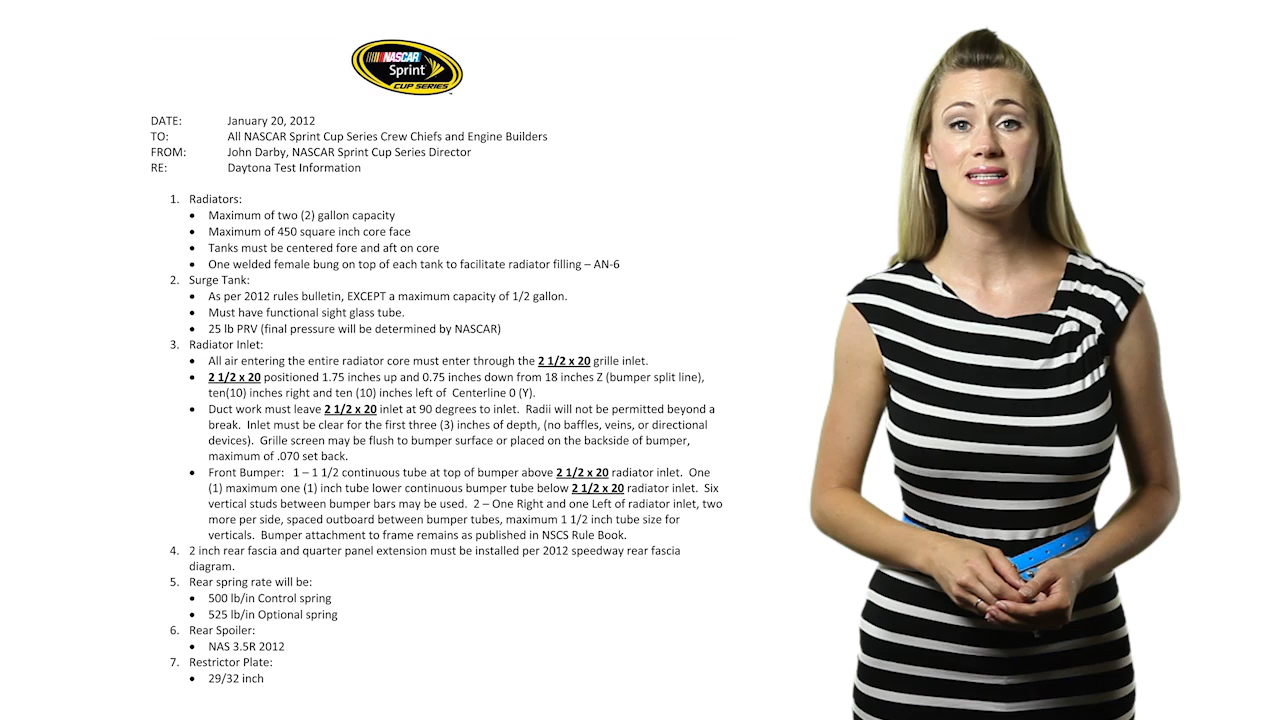 NASCAR
Sprint
CUP SERIES
DATE: January 20, 2012
TO: All NASCAR Sprint Cup Series Crew Chiefs and Engine Builders
FROM: John Darby, NASCAR Sprint Cup Series Director
RE: Daytona Test Information
1. Radiators:
• Maximum of two (2) gallon capacity
• Maximum of 450 square inch core face
• Tanks must be centered fore and aft on core
• One welded female bung on top of each tank to facilitate radiator filling – AN-6
2. Surge Tank:
• As per 2012 rules bulletin, EXCEPT a maximum capacity of 1/2 gallon.
• Must have functional sight glass tube.
• 25 lb PRV (final pressure will be determined by NASCAR)
3. Radiator Inlet:
• All air entering the entire radiator core must enter through the 2 1/2 x 20 grille inlet.
• 2 1/2 x 20 positioned 1.75 inches up and 0.75 inches down from 18 inches Z (bumper split line),
ten(10) inches right and ten (10) inches left of Centerline 0 (Y).
• Duct work must leave 2 1/2 x 20 inlet at 90 degrees to inlet. Radii will not be permitted beyond a
break. Inlet must be clear for the first three (3) inches of depth, (no baffles, veins, or directional
devices). Grille screen may be flush to bumper surface or placed on the backside of bumper,
maximum of .070 set back.
• Front Bumper: 1 – 1 1/2 continuous tube at top of bumper above 2 1/2 x 20 radiator inlet. One
(1) maximum one (1) inch tube lower continuous bumper tube below 2 1/2 x 20 radiator inlet. Six
vertical studs between bumper bars may be used. 2 – One Right and one Left of radiator inlet, two
more per side, spaced outboard between bumper tubes, maximum 1 1/2 inch tube size for
verticals. Bumper attachment to frame remains as published in NSCS Rule Book.
4. 2 inch rear fascia and quarter panel extension must be installed per 2012 speedway rear fascia
diagram.
5. Rear spring rate will be:
• 500 lb/in Control spring
• 525 lb/in Optional spring
6. Rear Spoiler:
• NAS 3.5R 2012
7. Restrictor Plate:
• 29/32 inch